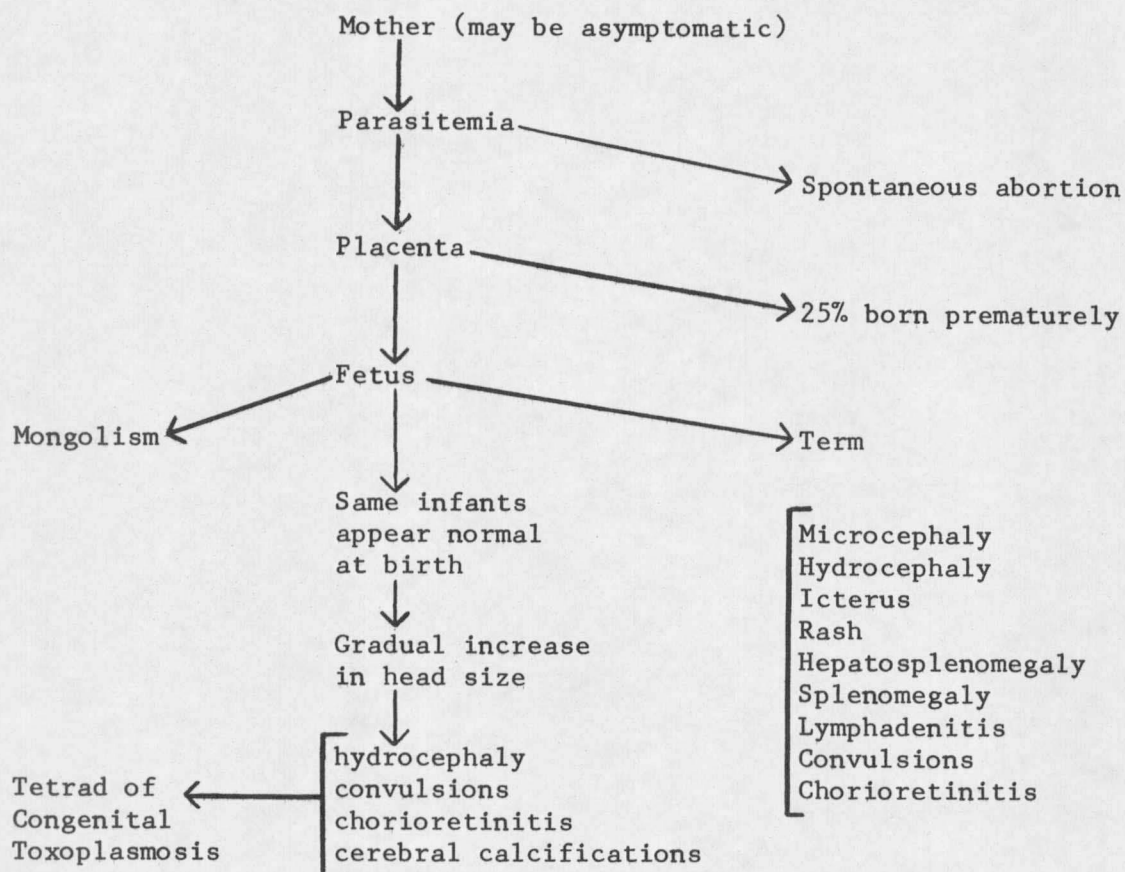 Mother (may be asymptomatic)
Parasitemia
Spontaneous abortion
Placenta
25% born prematurely
Fetus
Mongolism
Term
Same infants
appear normal
at birth
Gradual increase
in head size
hydrocephaly
convulsions
chorioretinitis
cerebral calcifications
Tetrad of
Congenital
Toxoplasmosis
Microcephaly
Hydrocephaly
Icterus
Rash
Hepatosplenomegaly
Splenomegaly
Lymphadenitis
Convulsions
Chorioretinitis